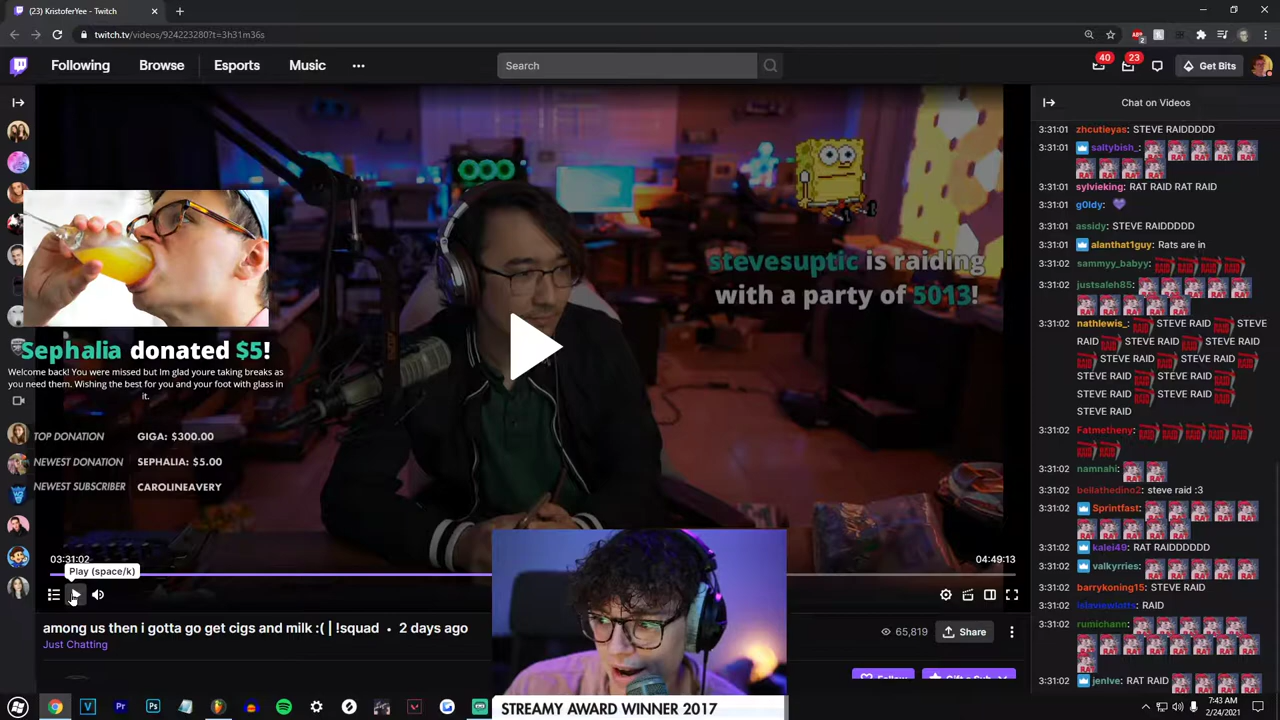 (23) KristoferYee - Twitch
twitch.tv/videos/924223280?t=3h31m36s
Following
Browse
Esports
Music
Search
40
23
Get Bits
Chat on Videos
stevesuptic is raiding
with a party of 5013!
Sephalia donated $5!
Welcome back! You were missed but Im glad youre taking breaks as
you need them. Wishing the best for you and your foot with glass in
it.
TOP DONATION GIGA: $300.00
NEWEST DONATION SEPHALIA: $5.00
NEWEST SUBSCRIBER CAROLINEAVERY
03:31:02
04:49:13
Play (space/k)
among us then i gotta go get cigs and milk :( | !squad • 2 days ago
Just Chatting
65,819
Share
Follow
Gift a Sub
STREAMY AWARD WINNER 2017
3:31:01 zhcutieyas: STEVE RAIDDDDD
3:31:01 saltybish_:
3:31:01 sylvieking: RAT RAID RAT RAID
3:31:01 g0ldy:
3:31:01 assidy: STEVE RAIDDDDD
3:31:01 alanthat1guy: Rats are in
3:31:02 sammyy_babyy:
3:31:02 justsaleh85:
3:31:02 nathlewis_: STEVE RAID STEVE
RAID STEVE RAID STEVE RAID
STEVE RAID STEVE RAID
STEVE RAID STEVE RAID
STEVE RAID STEVE RAID
STEVE RAID
3:31:02 Fatmetheny:
3:31:02 namnahi:
3:31:02 bellathedino2: steve raid :3
3:31:02 Sprintfast:
3:31:02 kalei49: RAT RAIDDDDDD
3:31:02 valkyrries:
3:31:02 barrykoning15: STEVE RAID
3:31:02 islaviewlotts: RAID
3:31:02 rumichann:
3:31:02 jenlve: RAT RAID
7:43 AM
2/24/2021